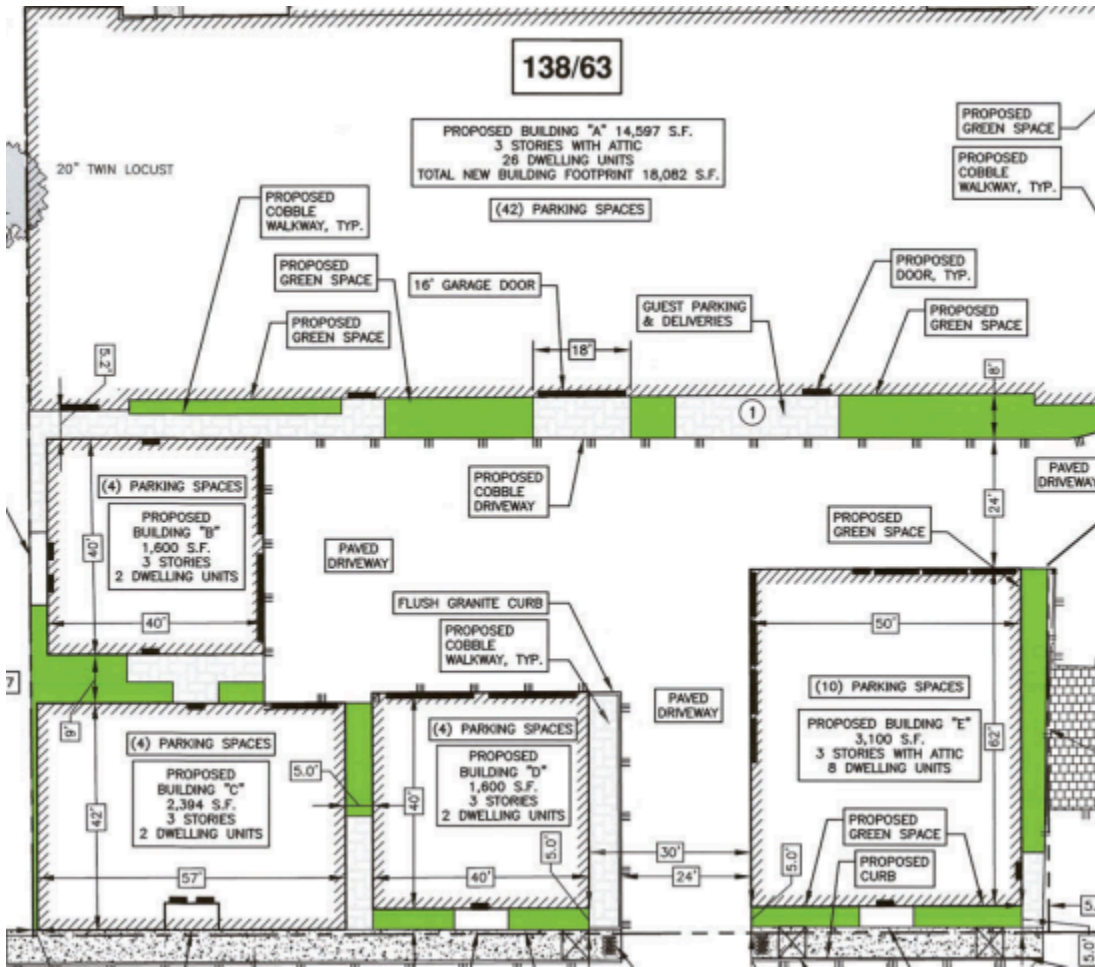 138/63
PROPOSED BUILDING "A" 14,597 S.F.
3 STORIES WITH ATTIC
26 DWELLING UNITS
TOTAL NEW BUILDING FOOTPRINT 18,082 S.F.
(42) PARKING SPACES
PROPOSED
GREEN SPACE
PROPOSED
COBBLE
WALKWAY, TYP.
20" TWIN LOCUST
PROPOSED
COBBLE
WALKWAY, TYP.
PROPOSED
GREEN SPACE
PROPOSED
GREEN SPACE
16' GARAGE DOOR
GUEST PARKING
& DELIVERIES
PROPOSED
DOOR, TYP.
PROPOSED
GREEN SPACE
5.2'
18'
8'
1
(4) PARKING SPACES
PROPOSED
BUILDING "B"
1,600 S.F.
3 STORIES
2 DWELLING UNITS
40'
40'
PROPOSED
COBBLE
DRIVEWAY
PAVED
DRIVEWAY
24'
PROPOSED
GREEN SPACE
PAVED
DRIVEWAY
FLUSH GRANITE CURB
PROPOSED
COBBLE
WALKWAY, TYP.
50'
7
9'
(4) PARKING SPACES
PROPOSED
BUILDING "C"
2,394 S.F.
3 STORIES
2 DWELLING UNITS
42'
57'
5.0'
(4) PARKING SPACES
PROPOSED
BUILDING "D"
1,600 S.F.
3 STORIES
2 DWELLING UNITS
40'
40'
5.0'
PAVED
DRIVEWAY
30'
24'
(10) PARKING SPACES
PROPOSED BUILDING "E"
3,100 S.F.
3 STORIES WITH ATTIC
8 DWELLING UNITS
62'
PROPOSED
GREEN SPACE
PROPOSED
CURB
5.0'
5.
5.0'